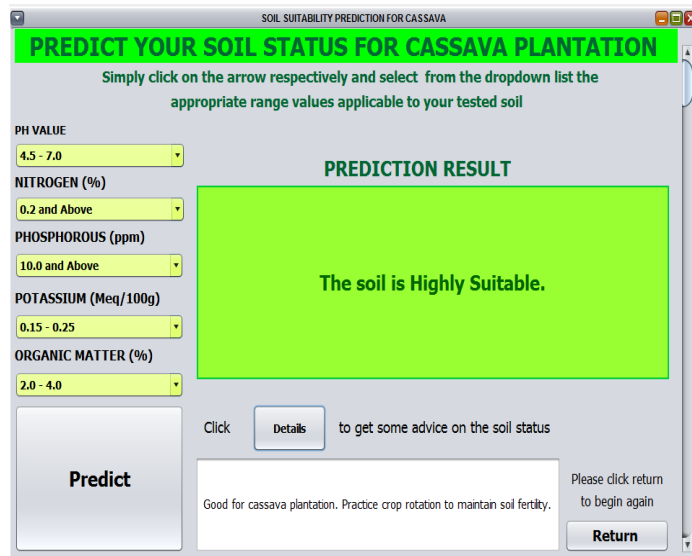 SOIL SUITABILITY PREDICTION FOR CASSAVA
PREDICT YOUR SOIL STATUS FOR CASSAVA PLANTATION
Simply click on the arrow respectively and select from the dropdown list the
appropriate range values applicable to your tested soil
PH VALUE
4.5 - 7.0
NITROGEN (%)
0.2 and Above
PHOSPHOROUS (ppm)
10.0 and Above
POTASSIUM (Meq/100g)
0.15 - 0.25
ORGANIC MATTER (%)
2.0 - 4.0
Predict
PREDICTION RESULT
The soil is Highly Suitable.
Click
Details
to get some advice on the soil status
Good for cassava plantation. Practice crop rotation to maintain soil fertility.
Please click return
to begin again
Return